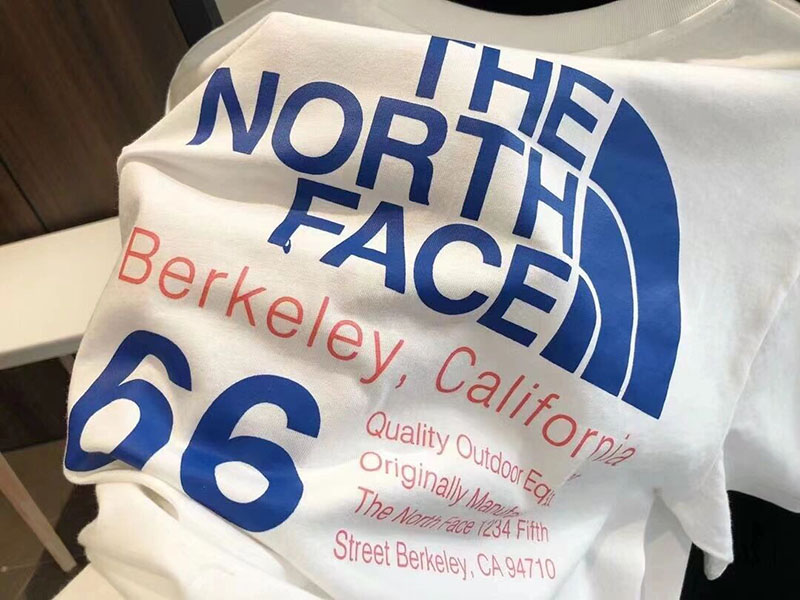 THE
NORTH
FACE
Berkeley, California
66
Quality Outdoor
Originally
The North Face 1234 Fifth
Street Berkeley, CA 94710